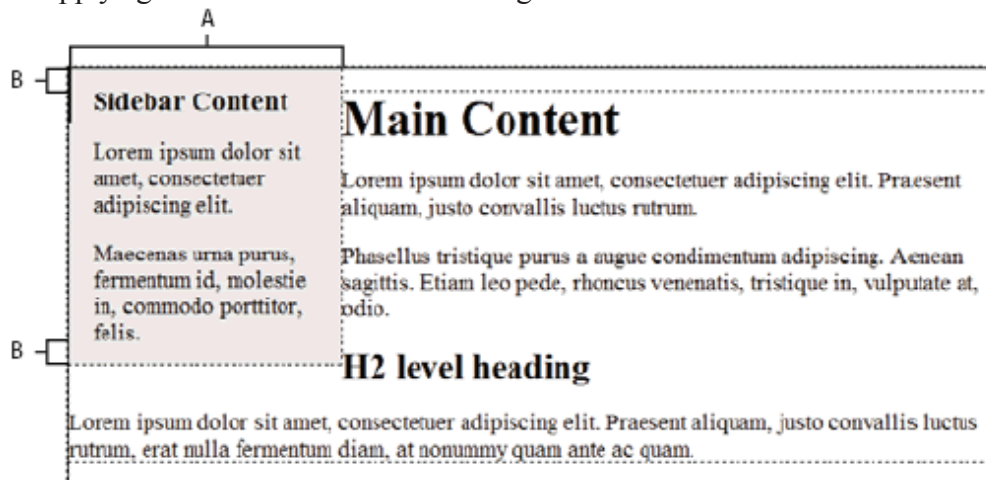 A
B
Sidebar Content
Lorem ipsum dolor sit
amet, consectetuer
adipiscing elit.
Maecenas urna purus,
fermentum id, molestie
in, commodo porttitor,
felis.
B
Main Content
Lorem ipsum dolor sit amet, consectetuer adipiscing elit. Praesent
aliquam, justo convallis luctus rutrum.
Phasellus tristique purus a augue condimentum adipiscing. Aenean
sagittis. Etiam leo pede, rhoncus venenatis, tristique in, vulputate at,
odio.
H2 level heading
Lorem ipsum dolor sit amet, consectetuer adipiscing elit. Praesent aliquam, justo convallis luctus
rutrum, erat nulla fermentum diam, at nonummy quam ante ac quam.